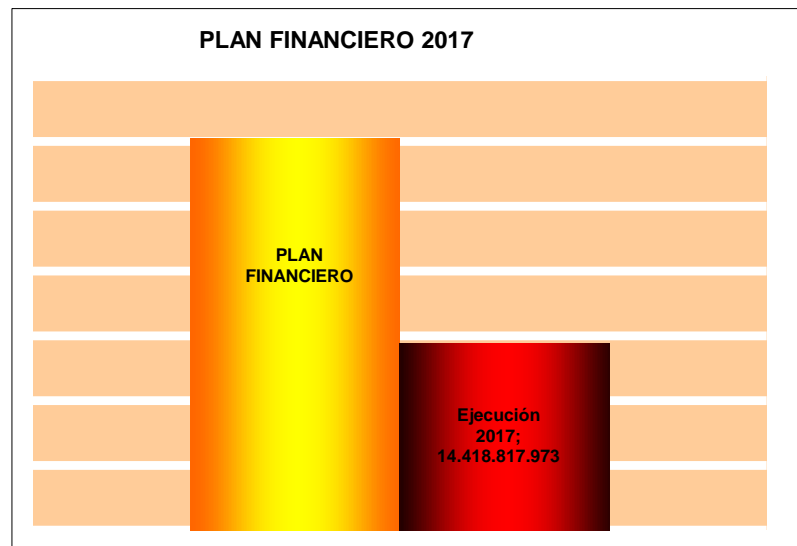 PLAN FINANCIERO 2017
PLAN
FINANCIERO
Ejecución
2017;
14.418.817.973